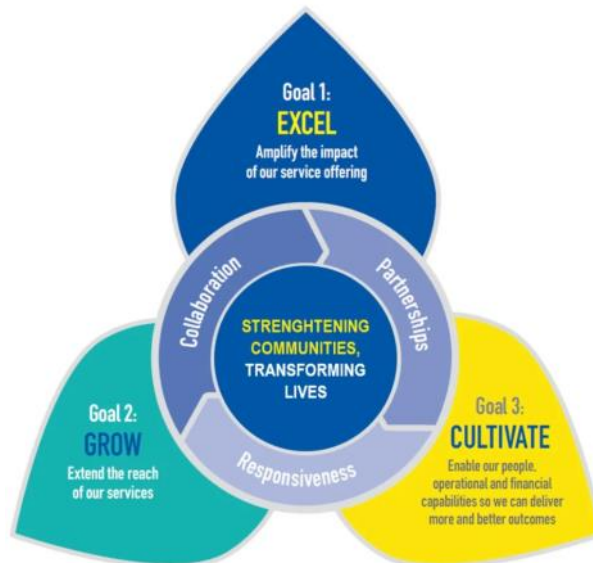 Goal 1:
EXCEL
Amplify the impact
of our service offering
Collaboration
Partnerships
Responsiveness
STRENGHTENING
COMMUNITIES,
TRANSFORMING
LIVES
Goal 2:
GROW
Extend the reach
of our services
Goal 3:
CULTIVATE
Enable our people,
operational and financial
capabilities so we can deliver
more and better outcomes